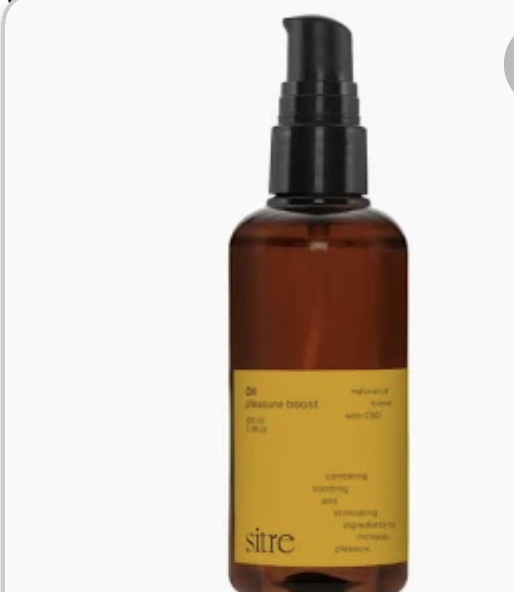 pleasure boost
natural oil
blend
with CBD
combining
soothing
and
stimulating
ingredients to
increase
pleasure.
sitre